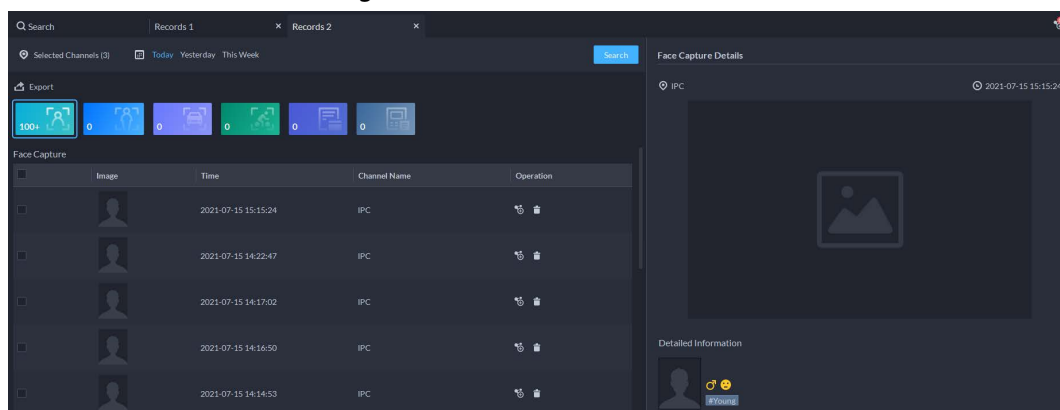 Search
Records 1
Records 2
Selected Channels (3)
Today Yesterday This Week
Search
Export
100+ 0 0 0 0 0
Face Capture
Image Time Channel Name Operation
2021-07-15 15:15:24 IPC
2021-07-15 14:22:47 IPC
2021-07-15 14:17:02 IPC
2021-07-15 14:16:50 IPC
2021-07-15 14:14:53 IPC
Face Capture Details
IPC 2021-07-15 15:15:24
Detailed Information
#Young